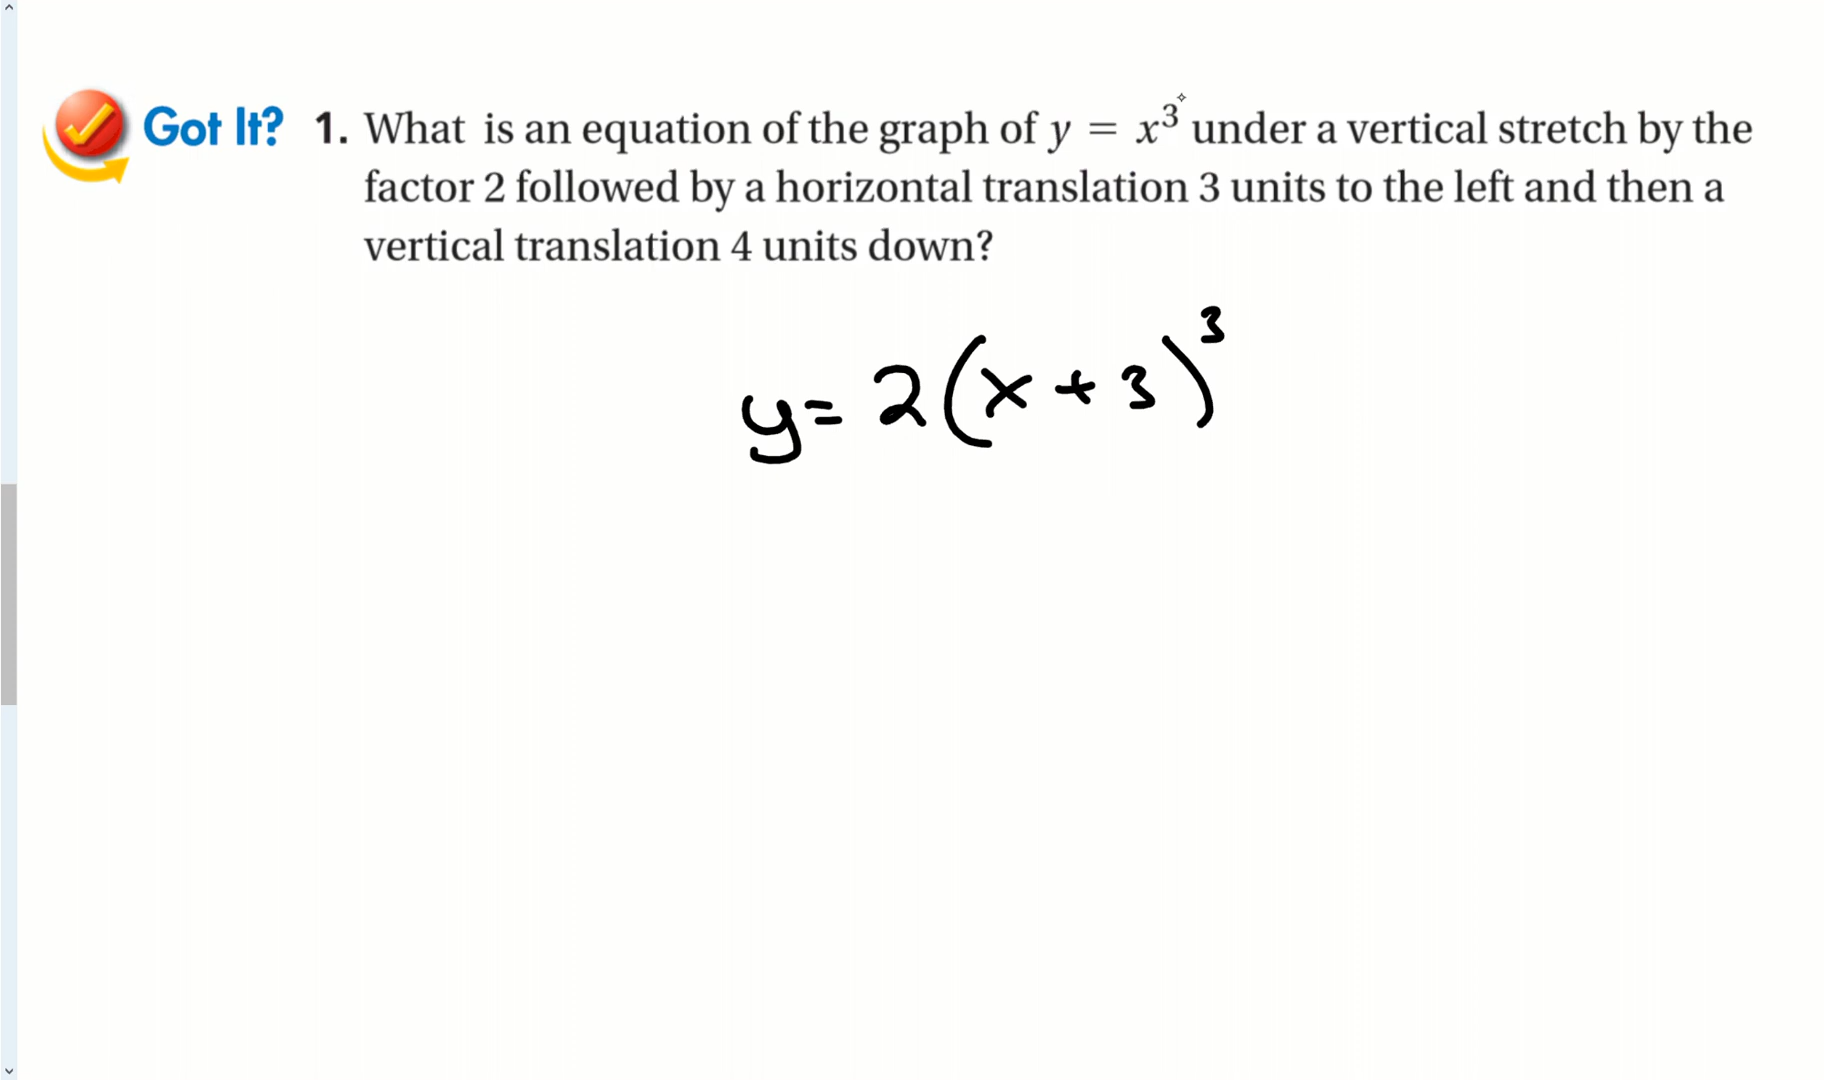 Got It? 1. What is an equation of the graph of y = x³ under a vertical stretch by the
factor 2 followed by a horizontal translation 3 units to the left and then a
vertical translation 4 units down?
y = 2(x + 3)³